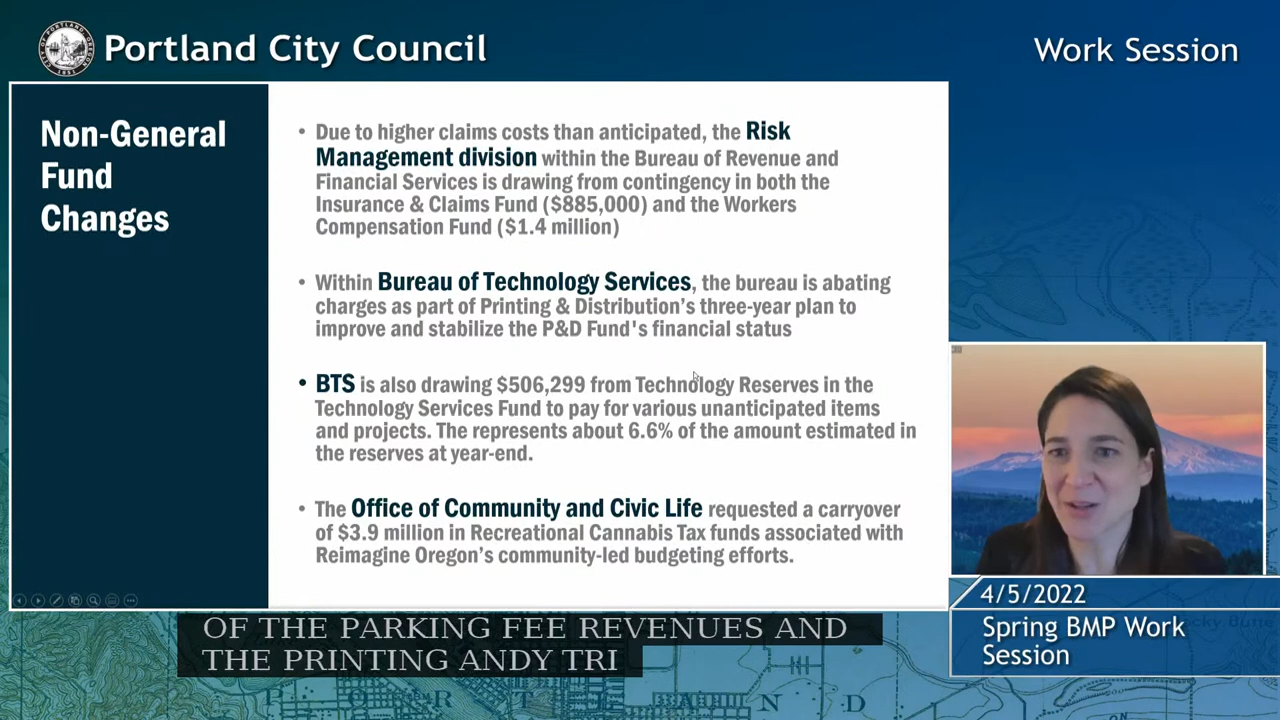 Portland City Council
Work Session
Non-General
Fund
Changes
• Due to higher claims costs than anticipated, the Risk
Management division within the Bureau of Revenue and
Financial Services is drawing from contingency in both the
Insurance & Claims Fund ($885,000) and the Workers
Compensation Fund ($1.4 million)
• Within Bureau of Technology Services, the bureau is abating
charges as part of Printing & Distribution's three-year plan to
improve and stabilize the P&D Fund's financial status
• BTS is also drawing $506,299 from Technology Reserves in the
Technology Services Fund to pay for various unanticipated items
and projects. The represents about 6.6% of the amount estimated in
the reserves at year-end.
• The Office of Community and Civic Life requested a carryover
of $3.9 million in Recreational Cannabis Tax funds associated with
Reimagine Oregon's community-led budgeting efforts.
4/5/2022
Spring BMP Work
Session
OF THE PARKING FEE REVENUES AND
THE PRINTING ANDY TRI